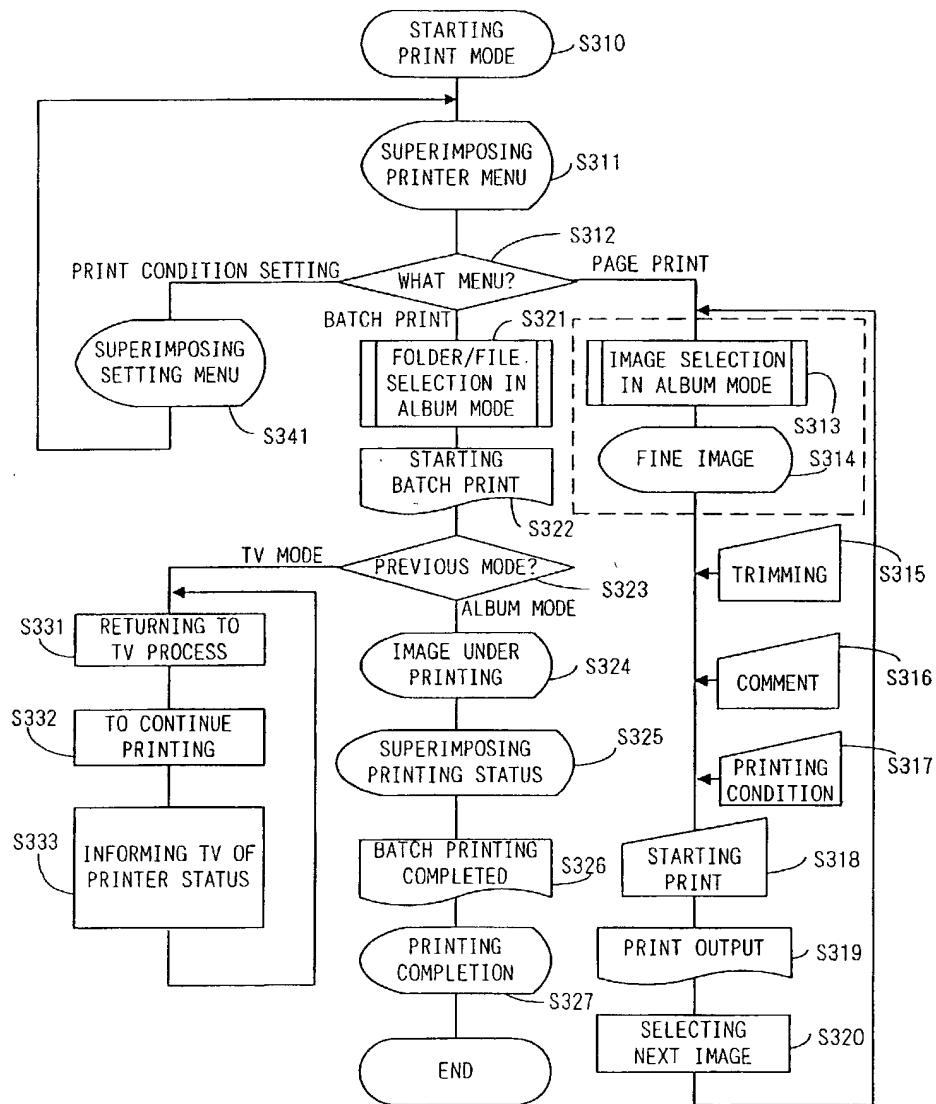 STARTING
PRINT MODE
S310
SUPERIMPOSING
PRINTER MENU
S311
S312
WHAT MENU?
PRINT CONDITION SETTING
PAGE PRINT
BATCH PRINT
SUPERIMPOSING
SETTING MENU
S341
S321
FOLDER/FILE
SELECTION IN
ALBUM MODE
STARTING
BATCH PRINT
S322
PREVIOUS MODE?
S323
TV MODE
ALBUM MODE
S331
RETURNING TO
TV PROCESS
S332
TO CONTINUE
PRINTING
S333
INFORMING TV OF
PRINTER STATUS
IMAGE UNDER
PRINTING
S324
SUPERIMPOSING
PRINTING STATUS
S325
BATCH PRINTING
COMPLETED
S326
PRINTING
COMPLETION
S327
END
IMAGE SELECTION
IN ALBUM MODE
S313
FINE IMAGE
S314
TRIMMING
S315
COMMENT
S316
PRINTING
CONDITION
S317
STARTING
PRINT
S318
PRINT OUTPUT
S319
SELECTING
NEXT IMAGE
S320